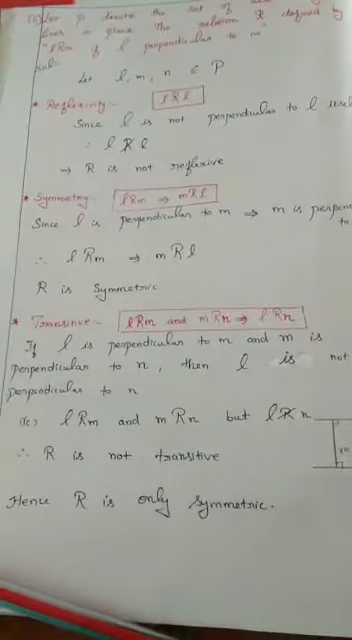 Let P denote the set of all
lines in plane. The relation R defined by
"lRm if l perpendicular to m"
sol:-
Let l, m, n ∈ P
* Reflexivity:- lRl
Since l is not perpendicular to l itself
∴ l R̸ l
→ R is not reflexive
* Symmetry:- lRm ⇒ mRl
Since l is perpendicular to m ⇒ m is perpen
to
∴ lRm ⇒ mRl
R is Symmetric
* Transitive:- lRm and mRn ⇒ lRn
If l is perpendicular to m and m is
perpendicular to n, then l is not
perpendicular to n
(ie) lRm and mRn but l R̸ n
∴ R is not transitive
Hence R is only symmetric.